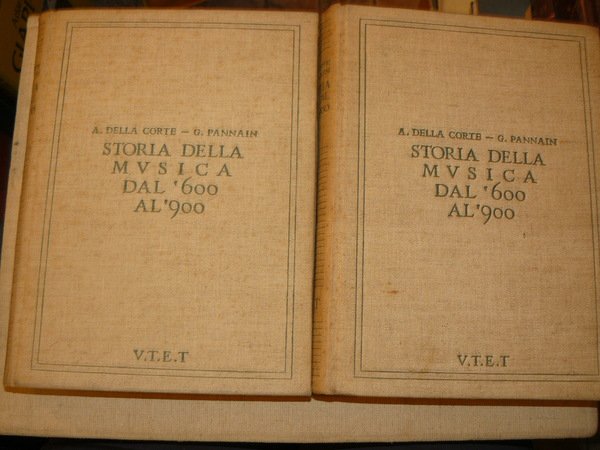 A. DELLA CORTE – G. PANNAIN
STORIA DELLA
MVSICA
DAL '600
AL '900
V.T.E.T
A. DELLA CORTE – G. PANNAIN
STORIA DELLA
MVSICA
DAL '600
AL '900
V.T.E.T